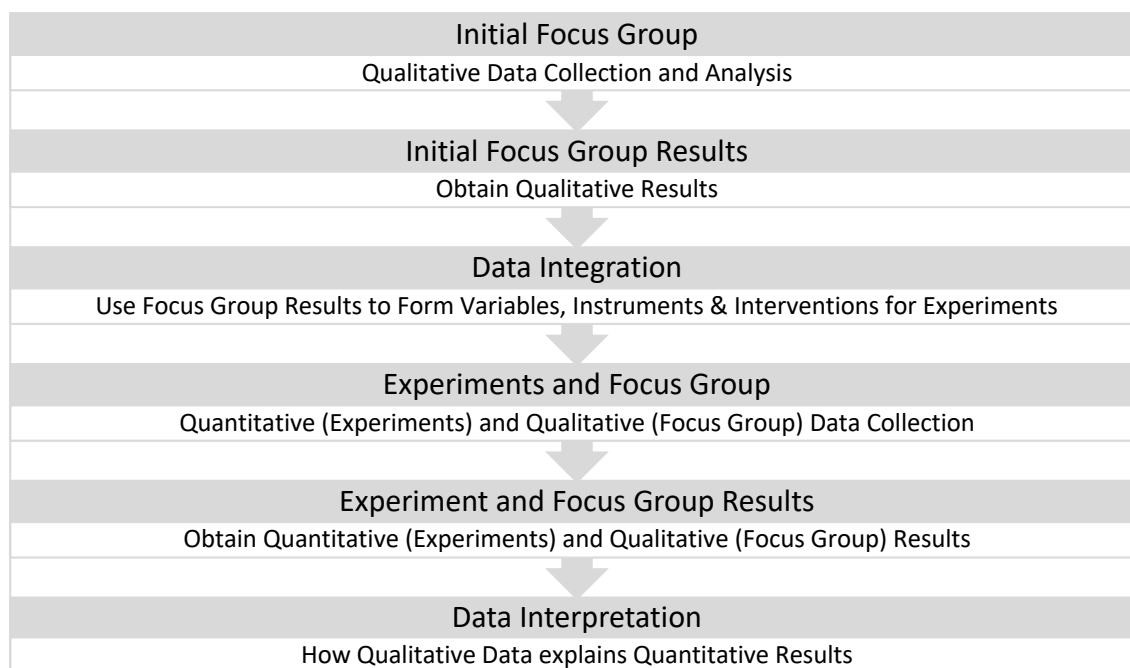 Initial Focus Group
Qualitative Data Collection and Analysis
Initial Focus Group Results
Obtain Qualitative Results
Data Integration
Use Focus Group Results to Form Variables, Instruments & Interventions for Experiments
Experiments and Focus Group
Quantitative (Experiments) and Qualitative (Focus Group) Data Collection
Experiment and Focus Group Results
Obtain Quantitative (Experiments) and Qualitative (Focus Group) Results
Data Interpretation
How Qualitative Data explains Quantitative Results